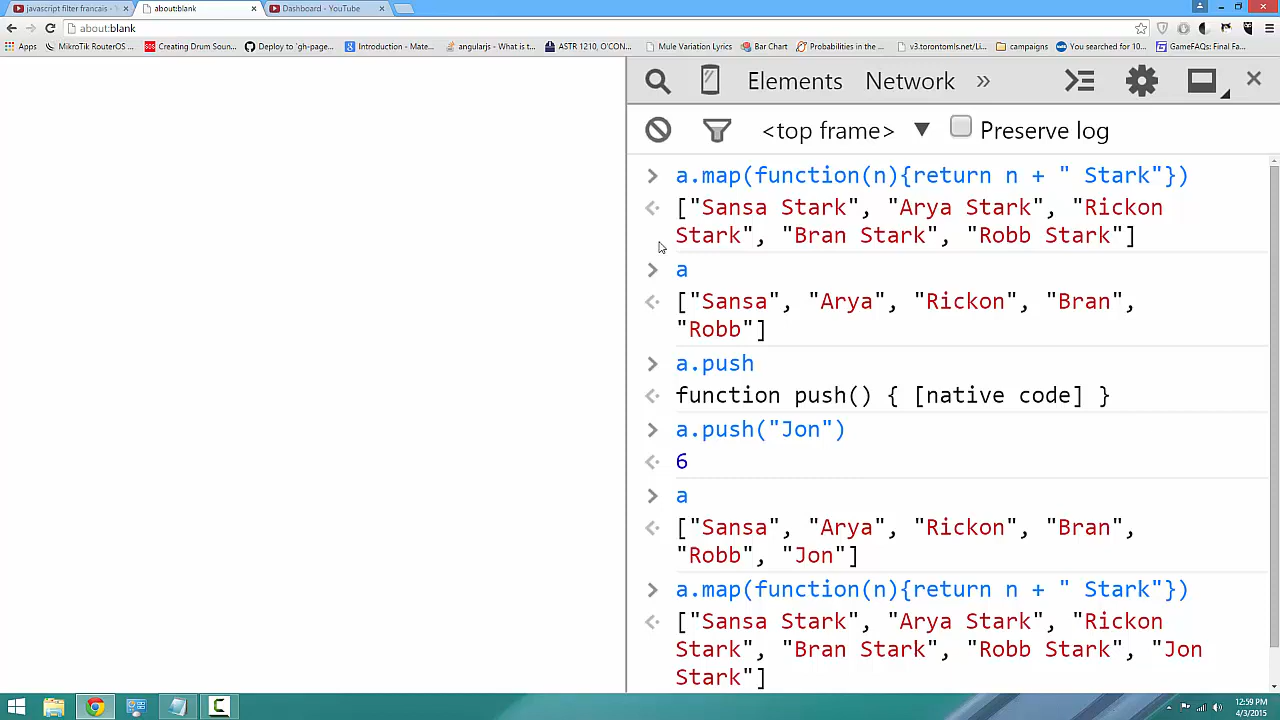 javascript filter francais - Y
about:blank
Dashboard - YouTube
about:blank
Apps
MikroTik RouterOS ...
Creating Drum Soun...
Deploy to 'gh-page...
Introduction - Mate...
angularjs - What is t...
ASTR 1210, O'CON...
Mule Variation Lyrics
Bar Chart
Probabilities in the...
v3.torontomls.net/Li...
campaigns
You searched for 10...
GameFAQs: Final Fa...
Elements Network »
<top frame> ▼ Preserve log
> a.map(function(n){return n + " Stark"})
["Sansa Stark", "Arya Stark", "Rickon
Stark", "Bran Stark", "Robb Stark"]
> a
["Sansa", "Arya", "Rickon", "Bran",
"Robb"]
> a.push
function push() { [native code] }
> a.push("Jon")
6
> a
["Sansa", "Arya", "Rickon", "Bran",
"Robb", "Jon"]
> a.map(function(n){return n + " Stark"})
["Sansa Stark", "Arya Stark", "Rickon
Stark", "Bran Stark", "Robb Stark", "Jon
Stark"]
12:59 PM
4/3/2015